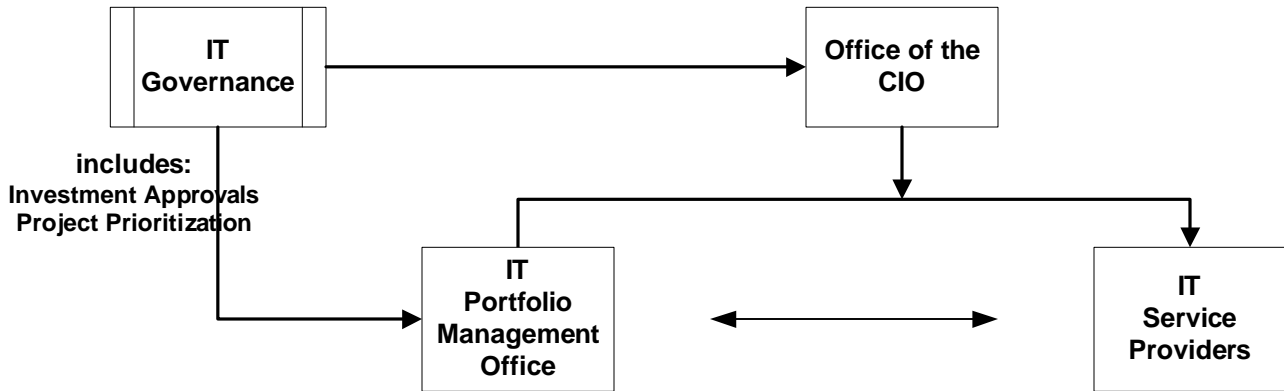 IT
Governance
Office of the
CIO
includes:
Investment Approvals
Project Prioritization
IT
Portfolio
Management
Office
IT
Service
Providers